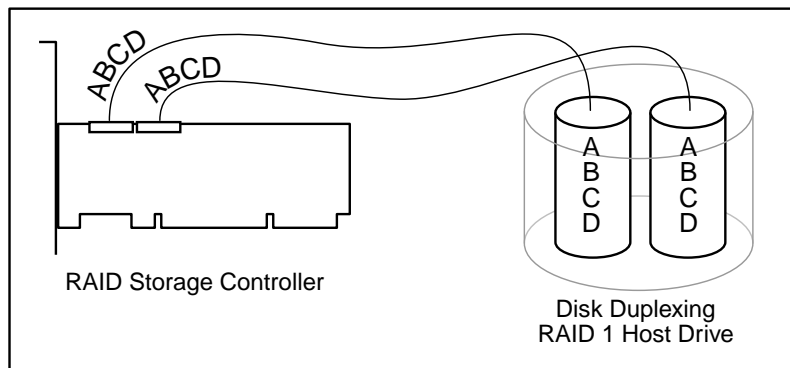 ABCD
ABCD
A
B
C
D
A
B
C
D
RAID Storage Controller
Disk Duplexing
RAID 1 Host Drive